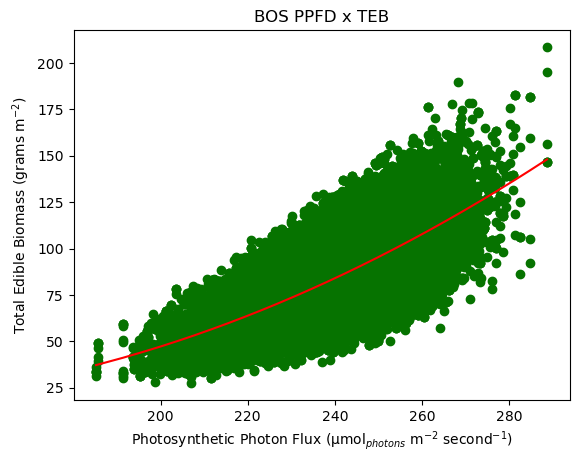 BOS PPFD x TEB
Total Edible Biomass (grams m⁻²)
200
175
150
125
100
75
50
25
200 220 240 260 280
Photosynthetic Photon Flux (μmol_photons m⁻² second⁻¹)